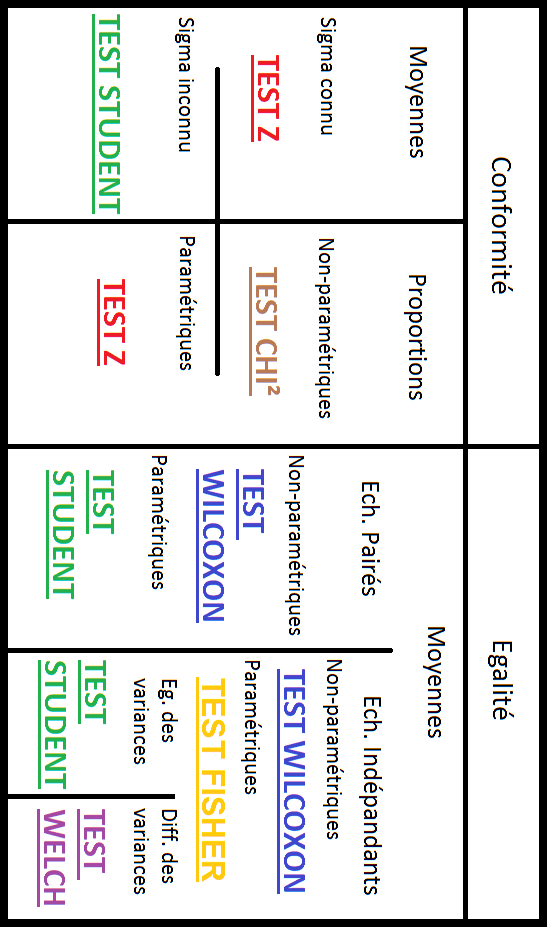 Conformité
Egalité
Moyennes
Proportions
Moyennes
Sigma connu
TEST Z
Sigma inconnu
TEST STUDENT
Non-paramétriques
TEST CHI²
Paramétriques
TEST Z
Ech. Pairés
Non-paramétriques
TEST
WILCOXON
Paramétriques
TEST
STUDENT
Ech. Indépandants
Non-paramétriques
TEST WILCOXON
Paramétriques
TEST FISHER
Eg. des
variances
TEST
STUDENT
Diff. des
variances
TEST
WELCH